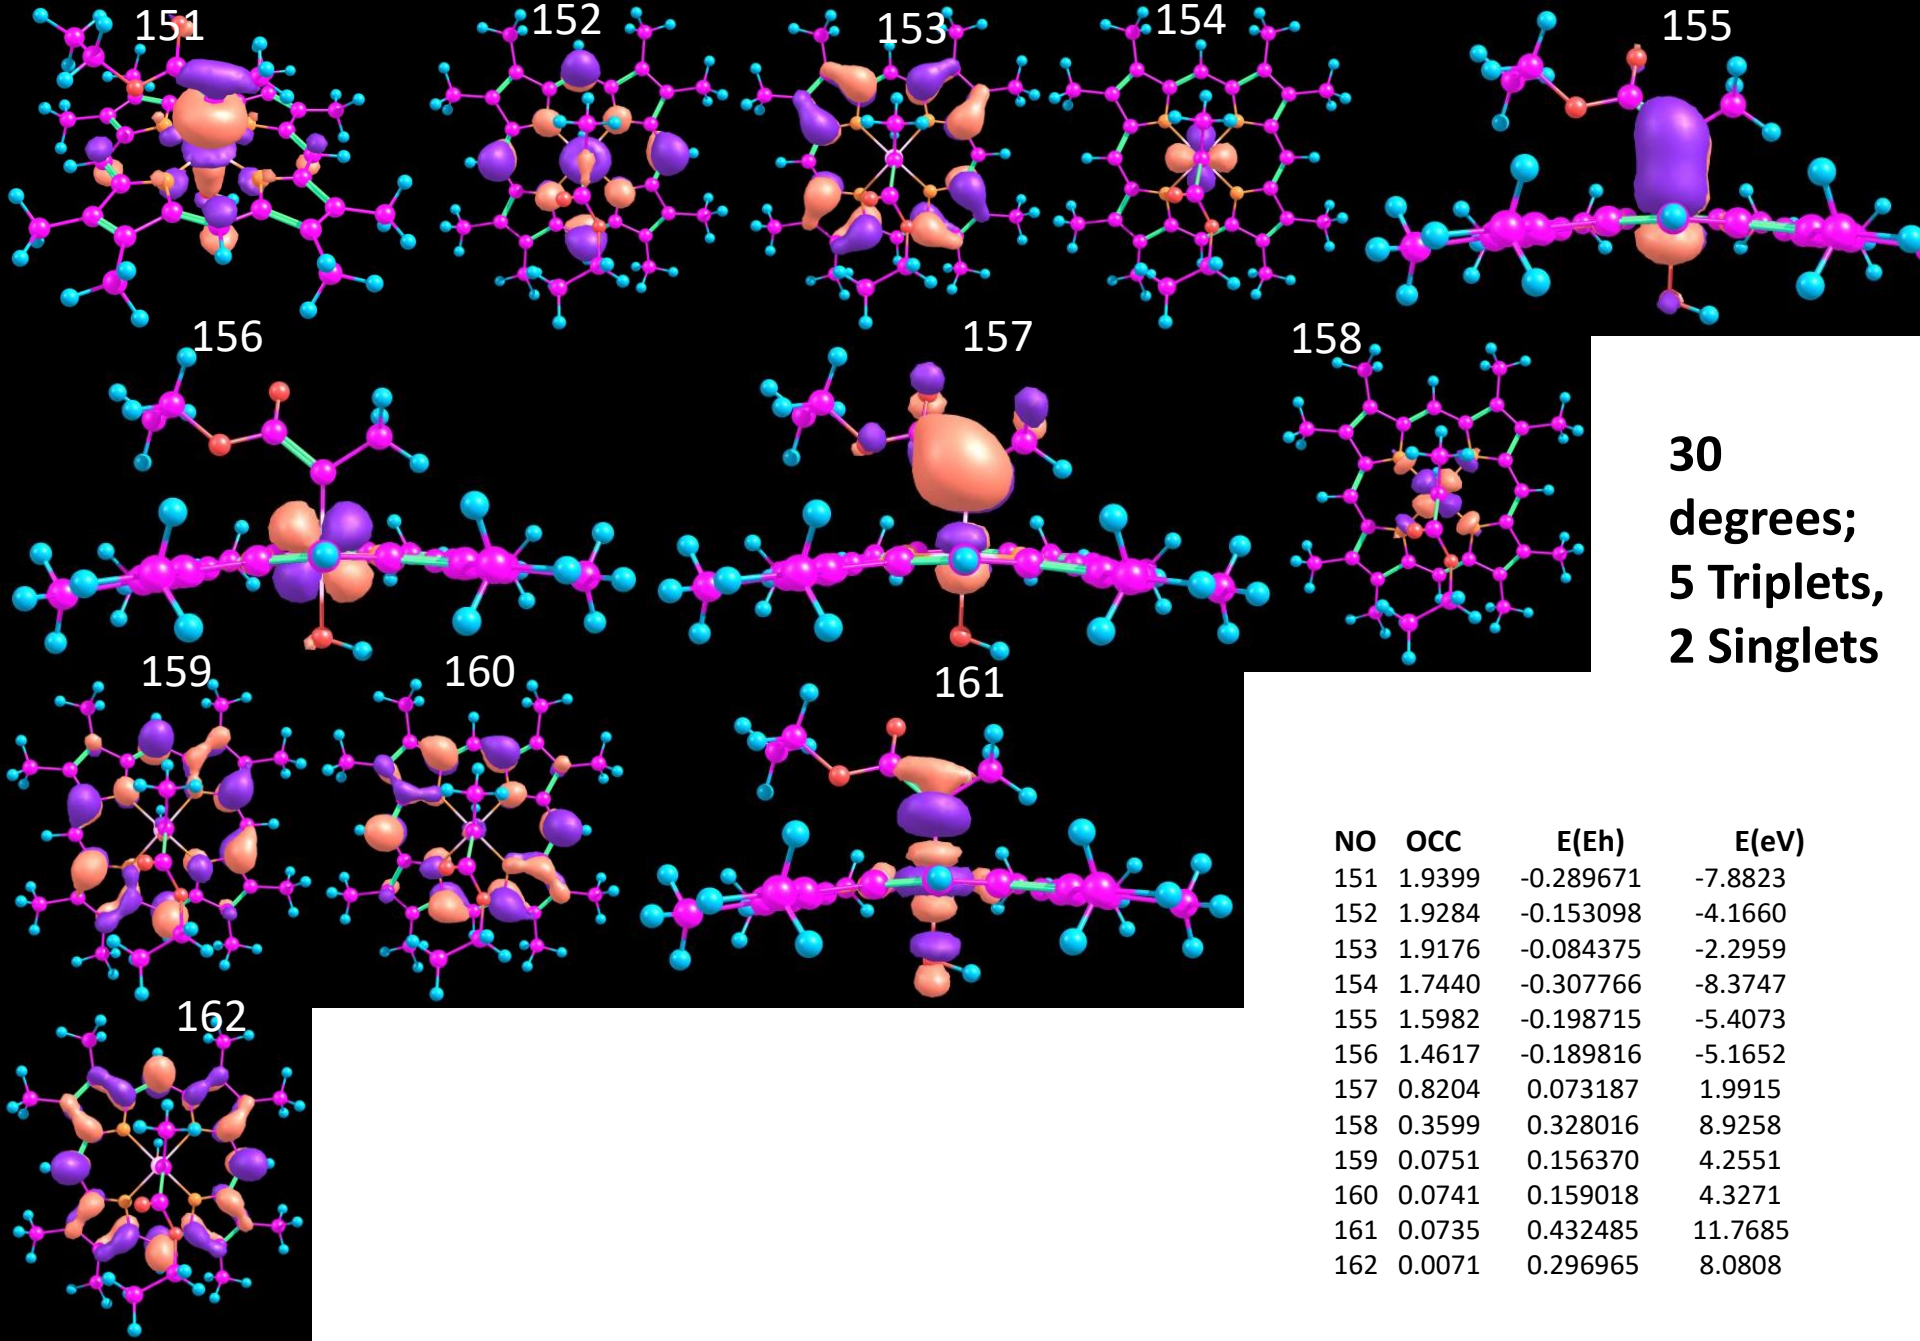 151
152
153
154
155
156
157
158
30
degrees;
5 Triplets,
2 Singlets
159
160
161
162
NO OCC E(Eh) E(eV)
151 1.9399 -0.289671 -7.8823
152 1.9284 -0.153098 -4.1660
153 1.9176 -0.084375 -2.2959
154 1.7440 -0.307766 -8.3747
155 1.5982 -0.198715 -5.4073
156 1.4617 -0.189816 -5.1652
157 0.8204 0.073187 1.9915
158 0.3599 0.328016 8.9258
159 0.0751 0.156370 4.2551
160 0.0741 0.159018 4.3271
161 0.0735 0.432485 11.7685
162 0.0071 0.296965 8.0808